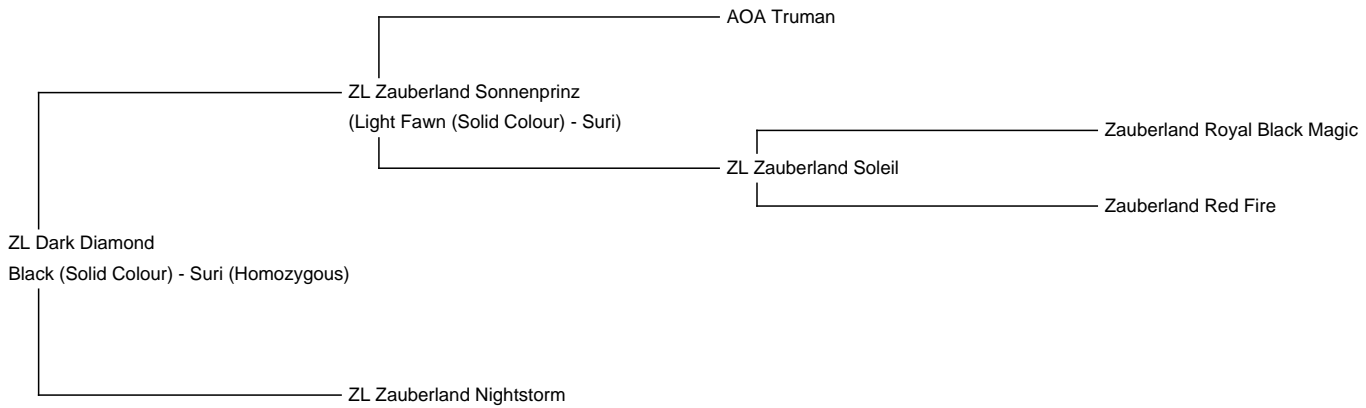 AOA Truman
ZL Zauberland Sonnenprinz
(Light Fawn (Solid Colour) - Suri)
Zauberland Royal Black Magic
ZL Zauberland Soleil
Zauberland Red Fire
ZL Dark Diamond
Black (Solid Colour) - Suri (Homozygous)
ZL Zauberland Nightstorm